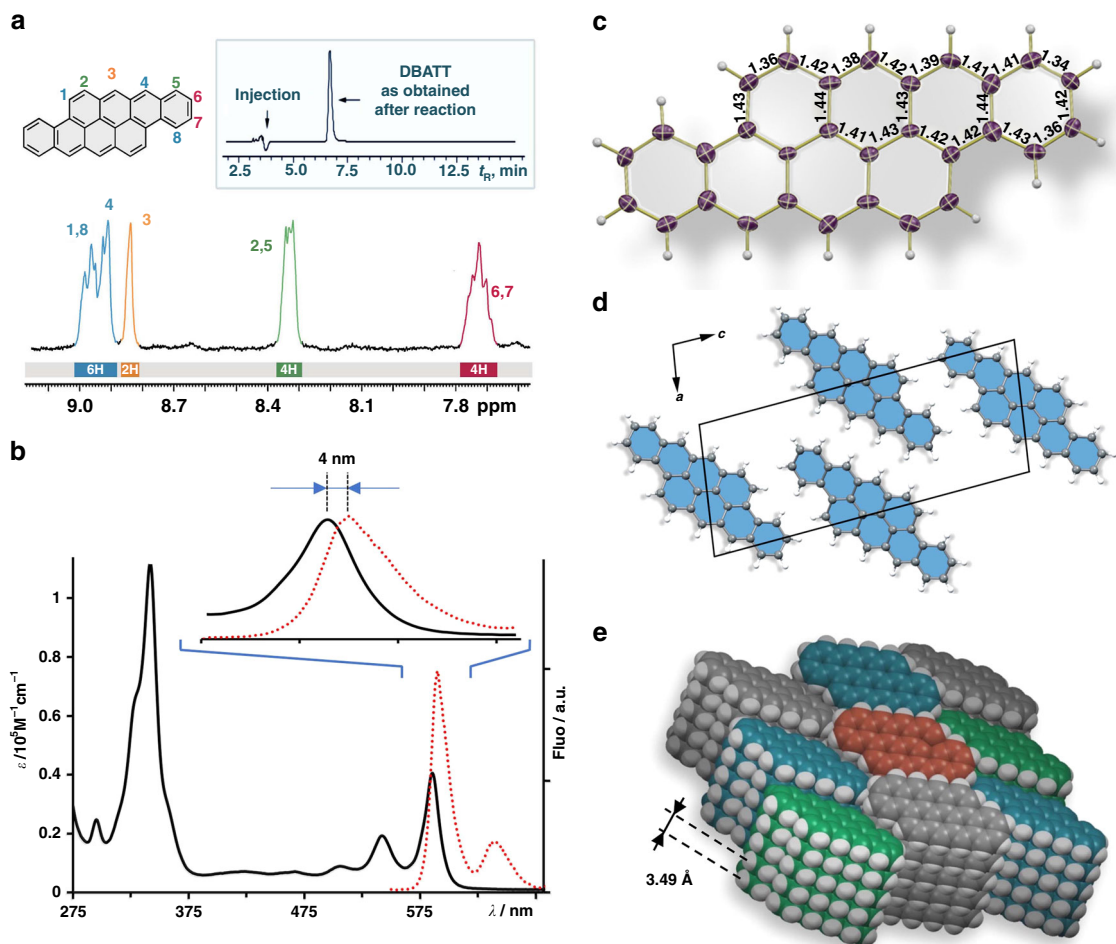 a
2
3
4
5
1
6
7
8
Injection
DBATT
as obtained
after reaction
2.5 5.0 7.5 10.0 12.5 tR, min
4
3
1,8
2,5
6,7
6H 2H 4H 4H
9.0 8.7 8.4 8.1 7.8 ppm
b
4 nm
1
0.8
0.6
0.4
0.2
0
ε /10⁵M⁻¹cm⁻¹
Fluo / a.u.
275 375 475 575 λ / nm
c
1.36 1.42 1.38 1.42 1.39 1.41 1.41 1.34
1.43 1.44 1.43 1.44 1.42
1.41 1.43 1.42 1.42 1.43 1.36
d
c
a
e
3.49 Å